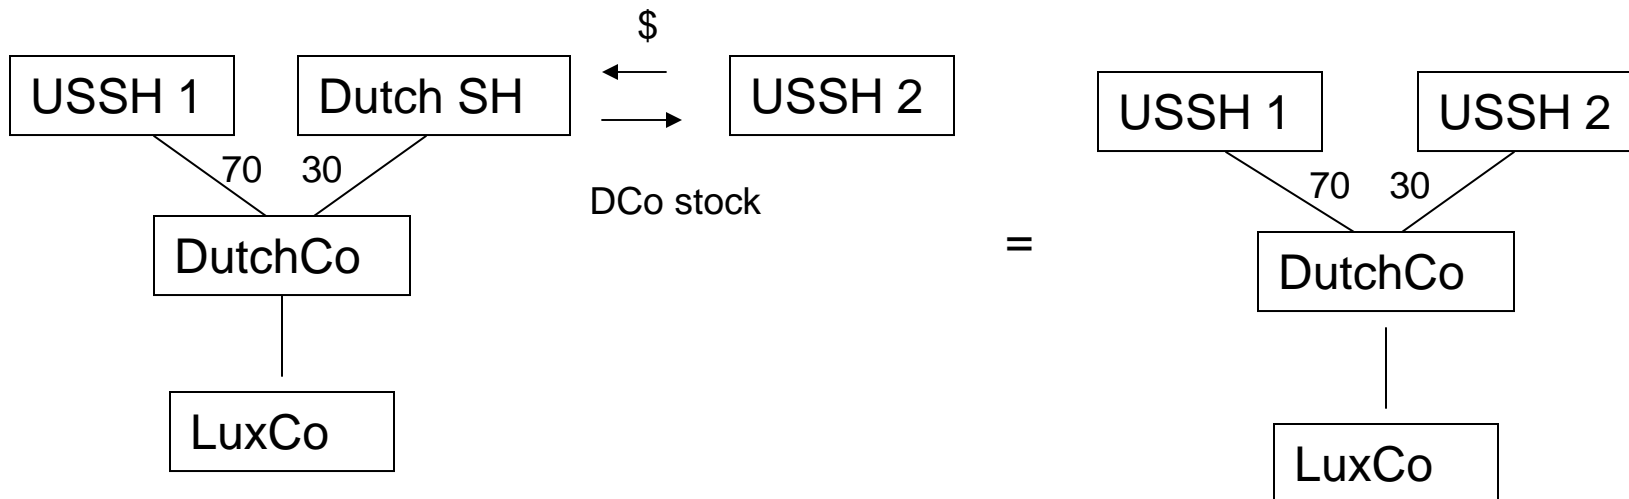 $
USSH 1
Dutch SH
USSH 2
70
30
DCo stock
DutchCo
LuxCo
=
USSH 1
USSH 2
70
30
DutchCo
LuxCo